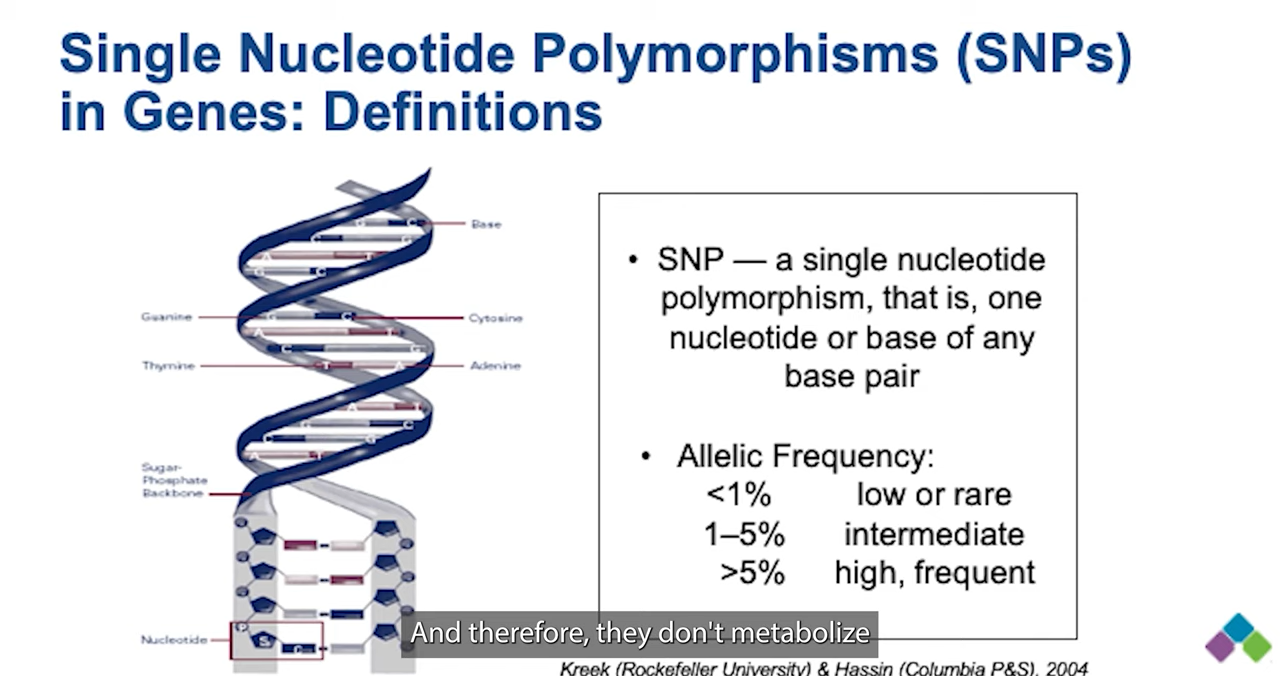 Single Nucleotide Polymorphisms (SNPs)
in Genes: Definitions
G C
Base
C G
A T
G C
Guanine
G C
Cytosine
A T
C G
Thymine
T A
Adenine
A T
G C
C G
A T
Sugar-
Phosphate
Backbone
Nucleotide
P
S
C
• SNP — a single nucleotide
polymorphism, that is, one
nucleotide or base of any
base pair
• Allelic Frequency:
<1% low or rare
1–5% intermediate
>5% high, frequent
And therefore, they don't metabolize
Kreek (Rockefeller University) & Hassin (Columbia P&S), 2004